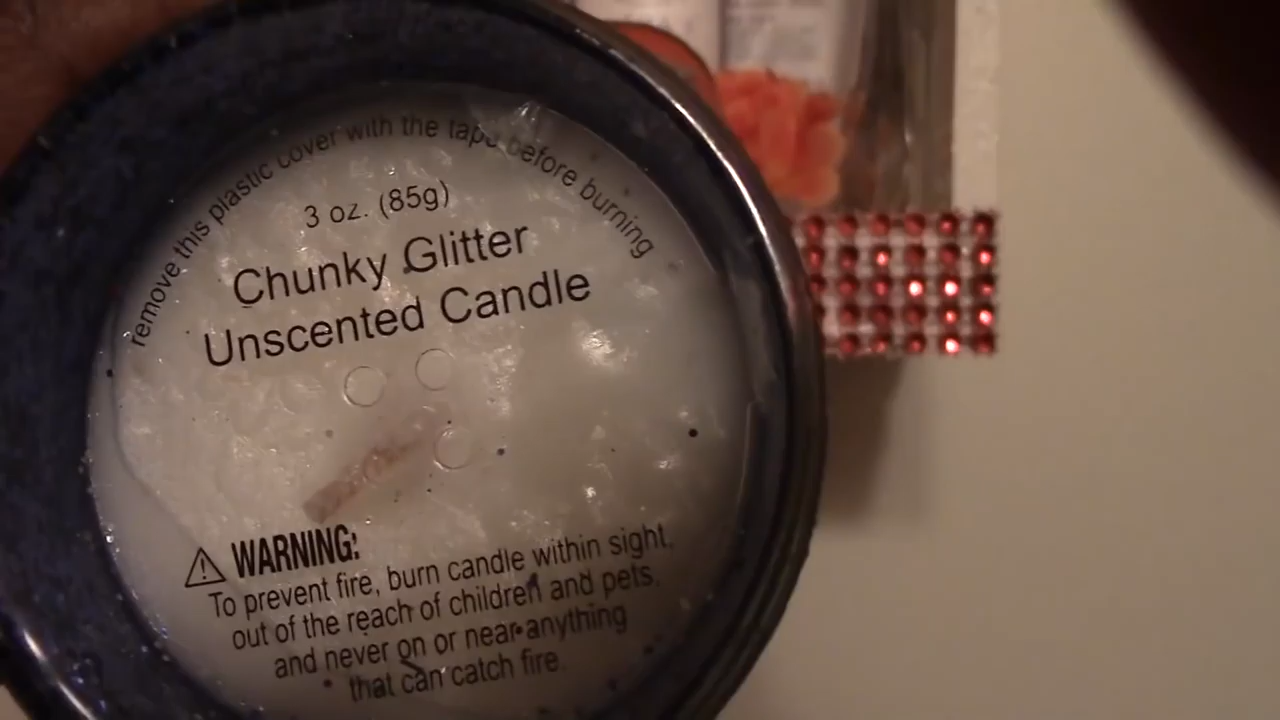 remove this plastic cover with the tape before burning
3 oz. (85g)
Chunky Glitter
Unscented Candle
WARNING:
To prevent fire, burn candle within sight,
out of the reach of children and pets,
and never on or near anything
that can catch fire.